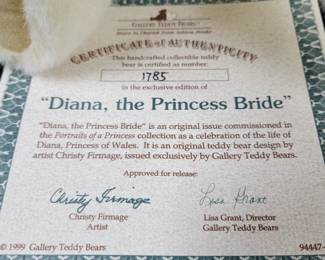 Gallery Teddy Bears
CERTIFICATE of AUTHENTICITY
This handcrafted collectible teddy
bear is certified as number:
1785
in the exclusive edition of
"Diana, the Princess Bride"
"Diana, the Princess Bride" is an original issue commissioned in
the Portraits of a Princess collection as a celebration of the life of
Diana, Princess of Wales. It is an original teddy bear design by
artist Christy Firmage, issued exclusively by Gallery Teddy Bears.
Approved for release:
Christy Firmage Lisa Grant
Christy Firmage Lisa Grant, Director
Artist Gallery Teddy Bears
© 1999 Gallery Teddy Bears 94447-